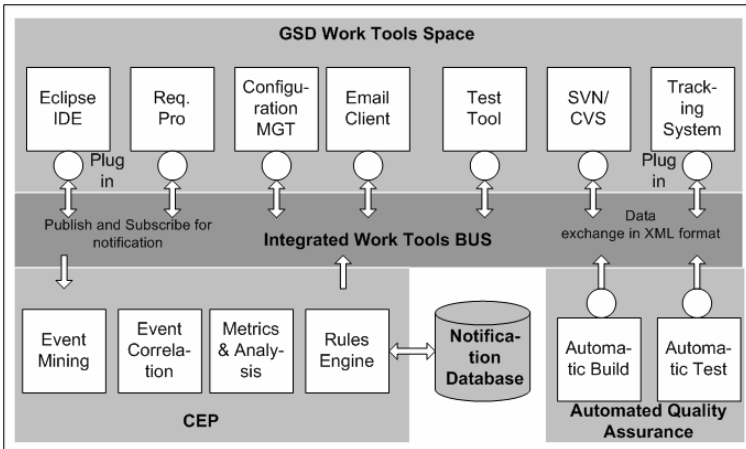 GSD Work Tools Space
Eclipse
IDE
Req.
Pro
Configu-
ration
MGT
Email
Client
Test
Tool
SVN/
CVS
Track-
ing
System
Plug
in
Plug
in
Publish and Subscribe for
notification
Integrated Work Tools BUS
Data
exchange in XML format
Event
Mining
Event
Correla-
tion
Metrics
& Analy-
sis
Rules
Engine
Notifica-
tion
Database
Automa-
tic Build
Automa-
tic Test
CEP
Automated Quality
Assurance